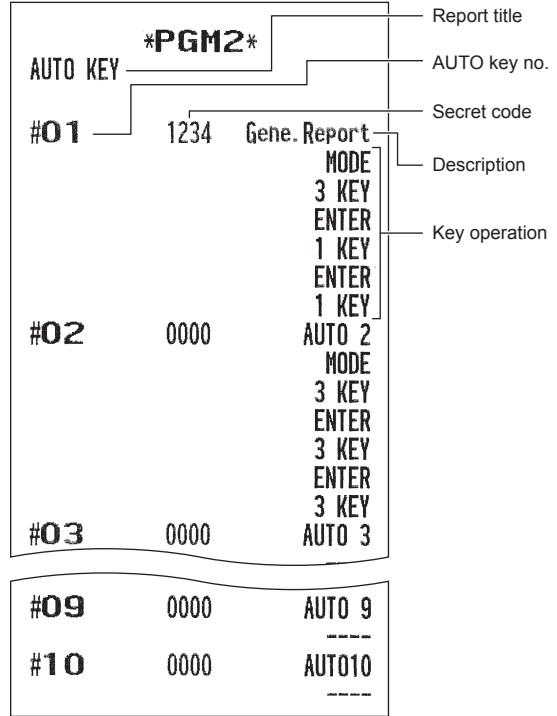 *PGM2*
Report title
AUTO KEY
AUTO key no.
Secret code
#01 1234 Gene.Report
Description
MODE
3 KEY
ENTER
Key operation
1 KEY
ENTER
1 KEY
#02 0000 AUTO 2
MODE
3 KEY
ENTER
3 KEY
ENTER
3 KEY
#03 0000 AUTO 3
----
#09 0000 AUTO 9
----
#10 0000 AUTO10
----